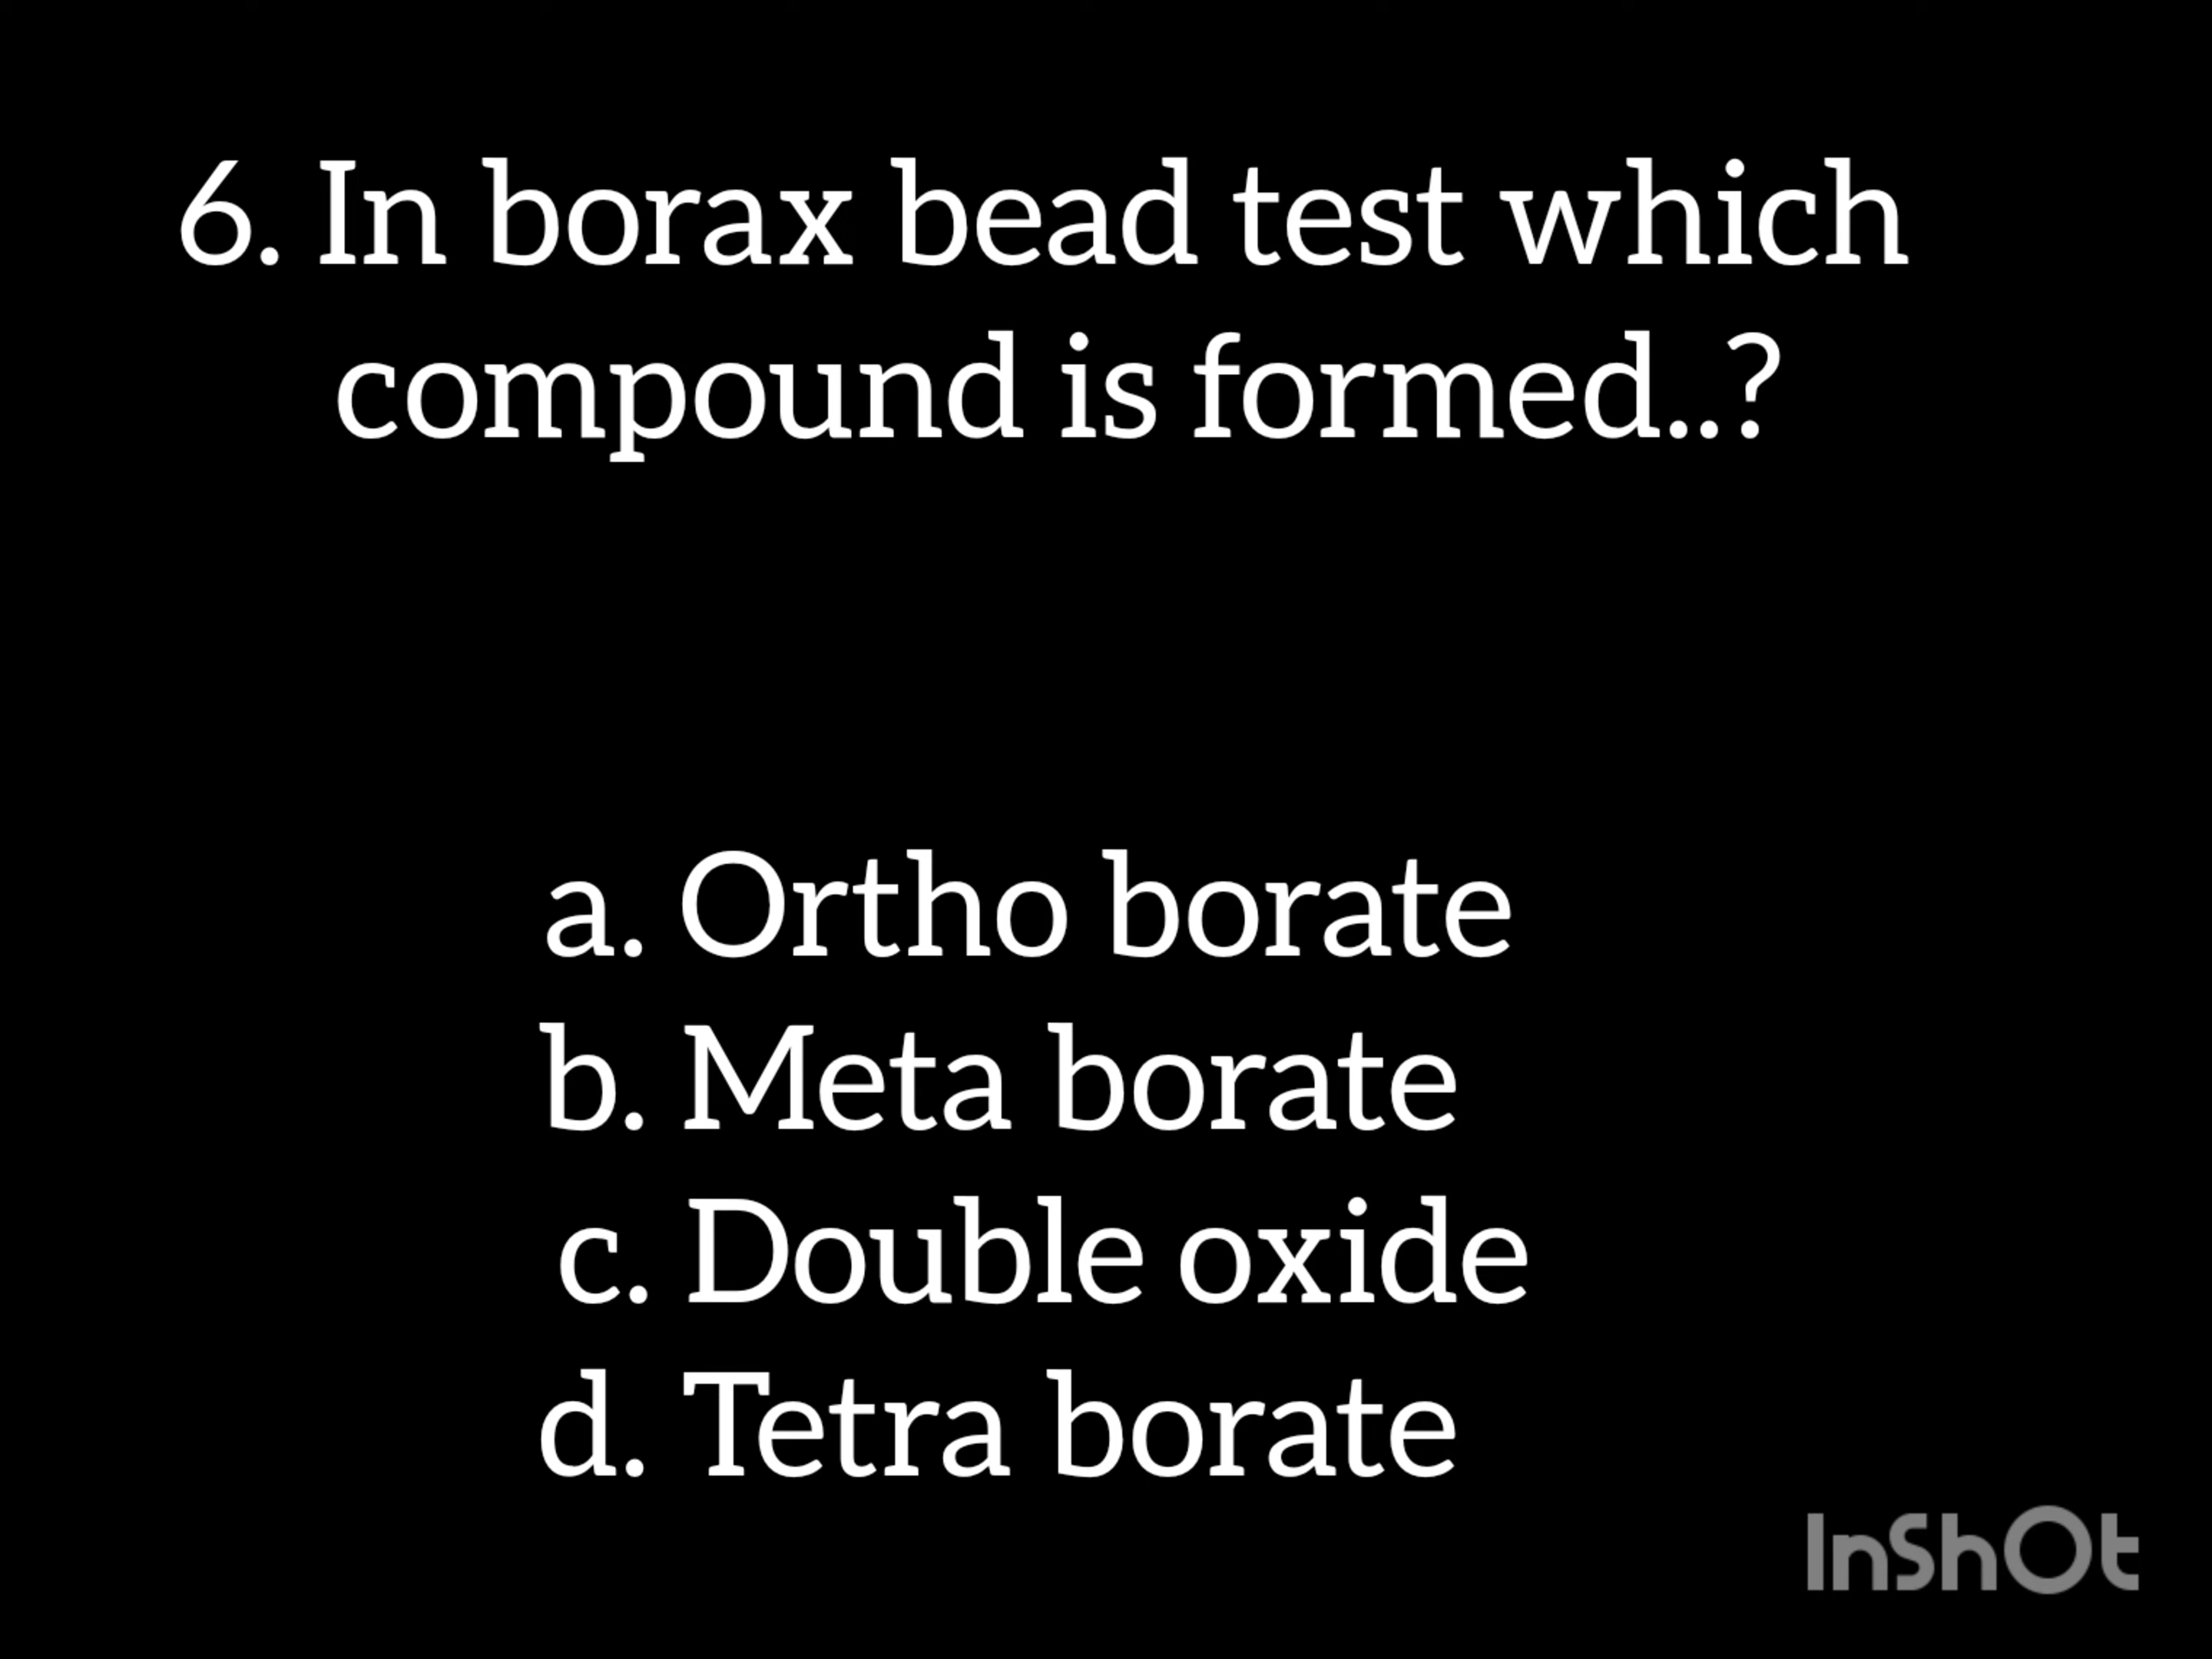 6. In borax bead test which
compound is formed...?
a. Ortho borate
b. Meta borate
c. Double oxide
d. Tetra borate
InShOt